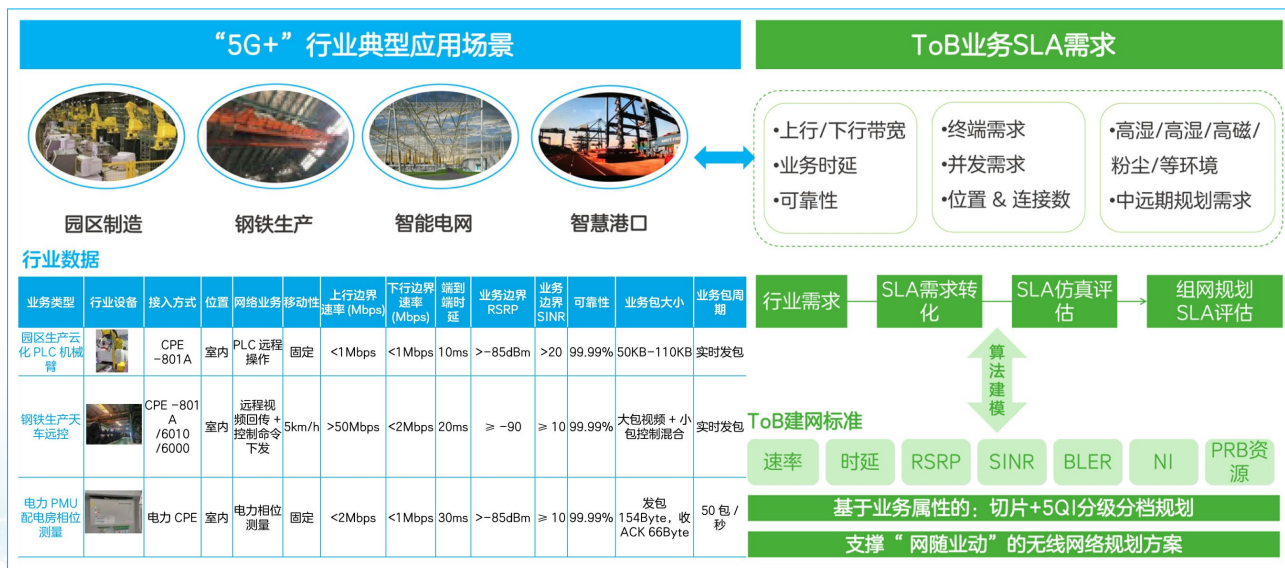 “5G+”行业典型应用场景
ToB业务SLA需求
园区制造
钢铁生产
智能电网
智慧港口
•上行/下行带宽
•业务时延
•可靠性
•终端需求
•并发需求
•位置 & 连接数
•高湿/高湿/高磁/
粉尘/等环境
•中远期规划需求
行业数据
业务类型 行业设备 接入方式 位置 网络业务 移动性 上行边界速率 (Mbps) 下行边界速率 (Mbps) 端到端时延 业务边界 RSRP 业务边界 SINR 可靠性 业务包大小 业务包周期
园区生产云化 PLC 机械臂 CPE -801A 室内 PLC 远程操作 固定 <1Mbps <1Mbps 10ms >-85dBm >20 99.99% 50KB-110KB 实时发包
钢铁生产天车远控 CPE -801A /6010 /6000 室内 远程视频回传 + 控制命令下发 5km/h >50Mbps <2Mbps 20ms ≥ -90 ≥ 10 99.99% 大包视频 + 小包控制混合 实时发包
电力 PMU 配电房相位测量 电力 CPE 室内 电力相位测量 固定 <2Mbps <1Mbps 30ms >-85dBm ≥ 10 99.99% 发包 154Byte，收 ACK 66Byte 50 包 / 秒
行业需求
SLA需求转化
SLA仿真评估
组网规划
SLA评估
算法建模
ToB建网标准
速率
时延
RSRP
SINR
BLER
NI
PRB资源
基于业务属性的：切片+5QI分级分档规划
支撑“ 网随业动”的无线网络规划方案